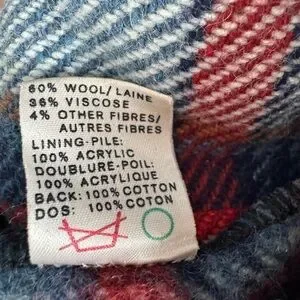 60% WOOL/LAINE
36% VISCOSE
4% OTHER FIBRES/
AUTRES FIBRES
LINING-PILE:
100% ACRYLIC
DOUBLURE-POIL:
100% ACRYLIQUE
BACK: 100% COTTON
DOS: 100% COTON